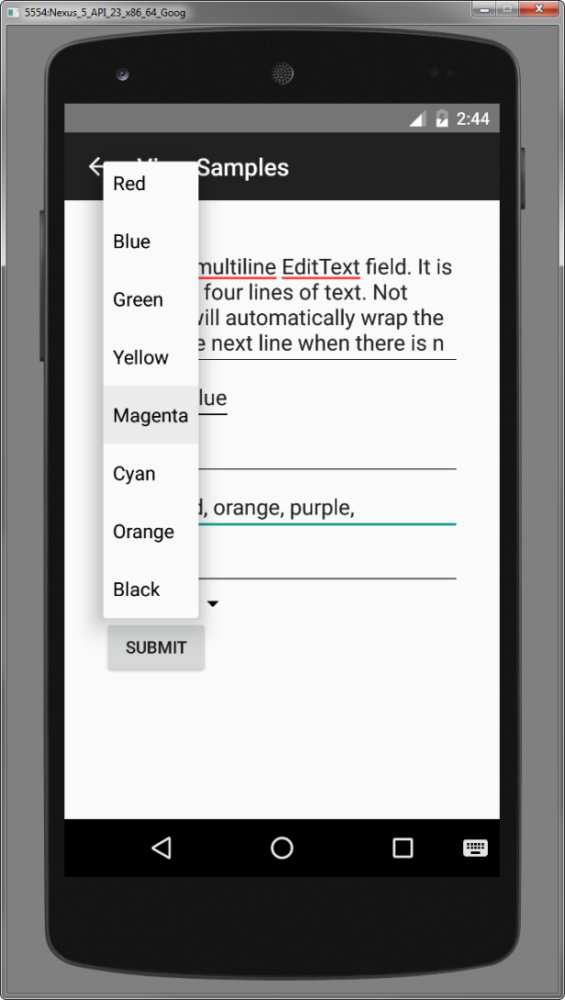 5554:Nexus_5_API_23_x86_64_Goog
2:44
Samples
Red
Blue
Green
Yellow
Magenta
Cyan
Orange
Black
multiline EditText field. It is
four lines of text. Not
will automatically wrap the
next line when there is n
lue
, orange, purple,
SUBMIT